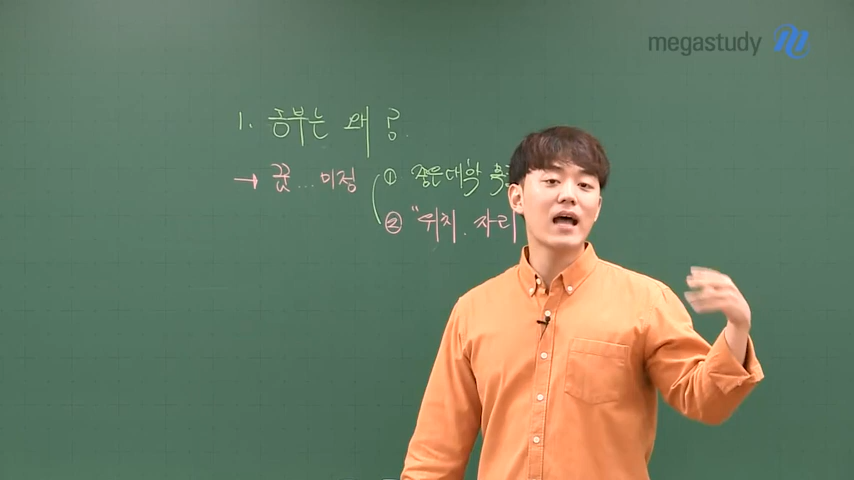 megastudy
1. 공부는 왜?
→ 꿈... 미정 ① 좋은대학
② "위치. 자리